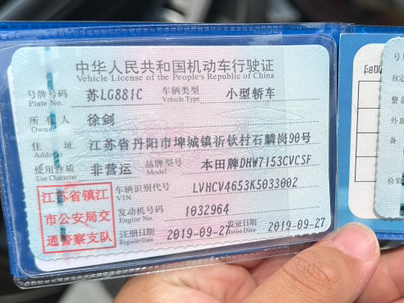 中华人民共和国机动车行驶证
Vehicle License of the People's Republic of China
号牌号码 苏LG881C 车辆类型 小型轿车
Plate No. Vehicle Type
所有人 徐剑
Owner
住址 江苏省丹阳市埤城镇祈钦村石麟岗90号
Address
使用性质 非营运 品牌型号 本田牌DHW7153CVCSF
Use Character Model
江苏省镇江
市公安局交
通警察支队
车辆识别代号 LVHCV4653K5033002
VIN
发动机号码 1032964
Engine No.
注册日期 2019-09-27 发证日期 2019-09-27
Register Date Issue Date